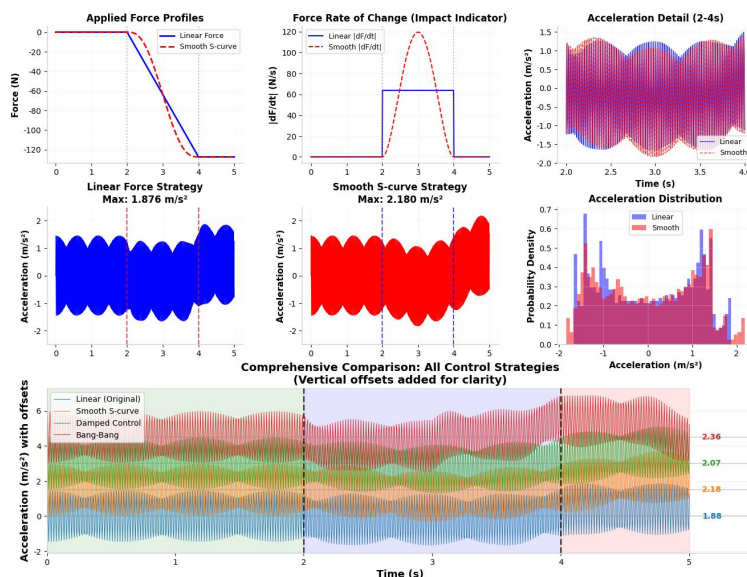 Applied Force Profiles
Force (N)
0
-20
-40
-60
-80
-100
-120
0 1 2 3 4 5
Linear Force
Smooth S-curve
Force Rate of Change (Impact Indicator)
|dF/dt| (N/s)
120
100
80
60
40
20
0
0 1 2 3 4 5
Linear |dF/dt|
Smooth |dF/dt|
Acceleration Detail (2-4s)
Acceleration (m/s²)
1.5
1.0
0.5
0.0
-0.5
-1.0
-1.5
-2.0
2.0 2.5 3.0 3.5 4.0
Time (s)
Linear
Smooth
Linear Force Strategy
Max: 1.876 m/s²
Acceleration (m/s²)
2
1
0
-1
-2
0 1 2 3 4 5
Smooth S-curve Strategy
Max: 2.180 m/s²
Acceleration (m/s²)
2
1
0
-1
-2
0 1 2 3 4 5
Acceleration Distribution
Probability Density
0.7
0.6
0.5
0.4
0.3
0.2
0.1
0.0
-2 -1 0 1 2
Acceleration (m/s²)
Linear
Smooth
Comprehensive Comparison: All Control Strategies
(Vertical offsets added for clarity)
Acceleration (m/s²) with offsets
6
4
2
0
-2
0 1 2 3 4 5
Time (s)
Linear (Original)
Smooth S-curve
Damped Control
Bang-Bang
2.36
2.07
2.18
1.88